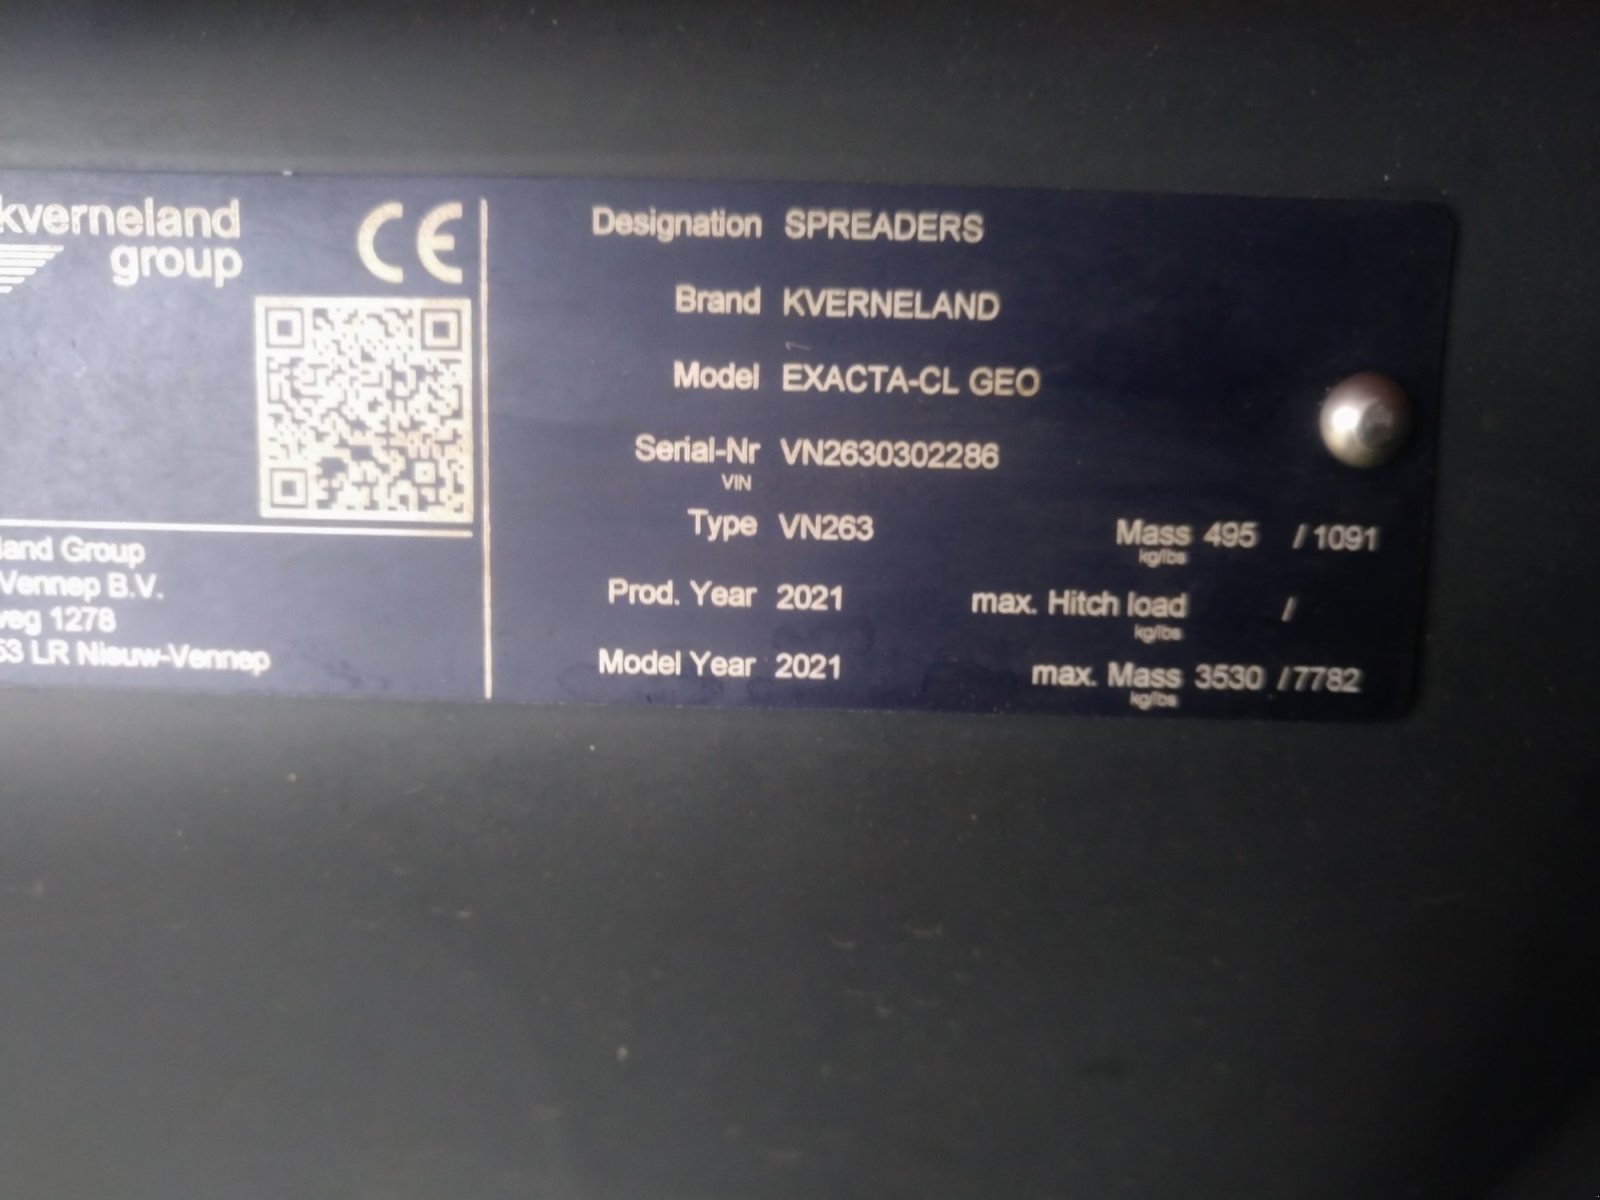 kverneland
group
CE
land Group
Vennep B.V.
weg 1278
53 LR Nieuw-Vennep
Designation SPREADERS
Brand KVERNELAND
Model EXACTA-CL GEO
Serial-Nr VN2630302286
VIN
Type VN263
Mass 495 / 1091
kg/lbs
Prod. Year 2021
max. Hitch load /
kg/lbs
Model Year 2021
max. Mass 3530 / 7782
kg/lbs